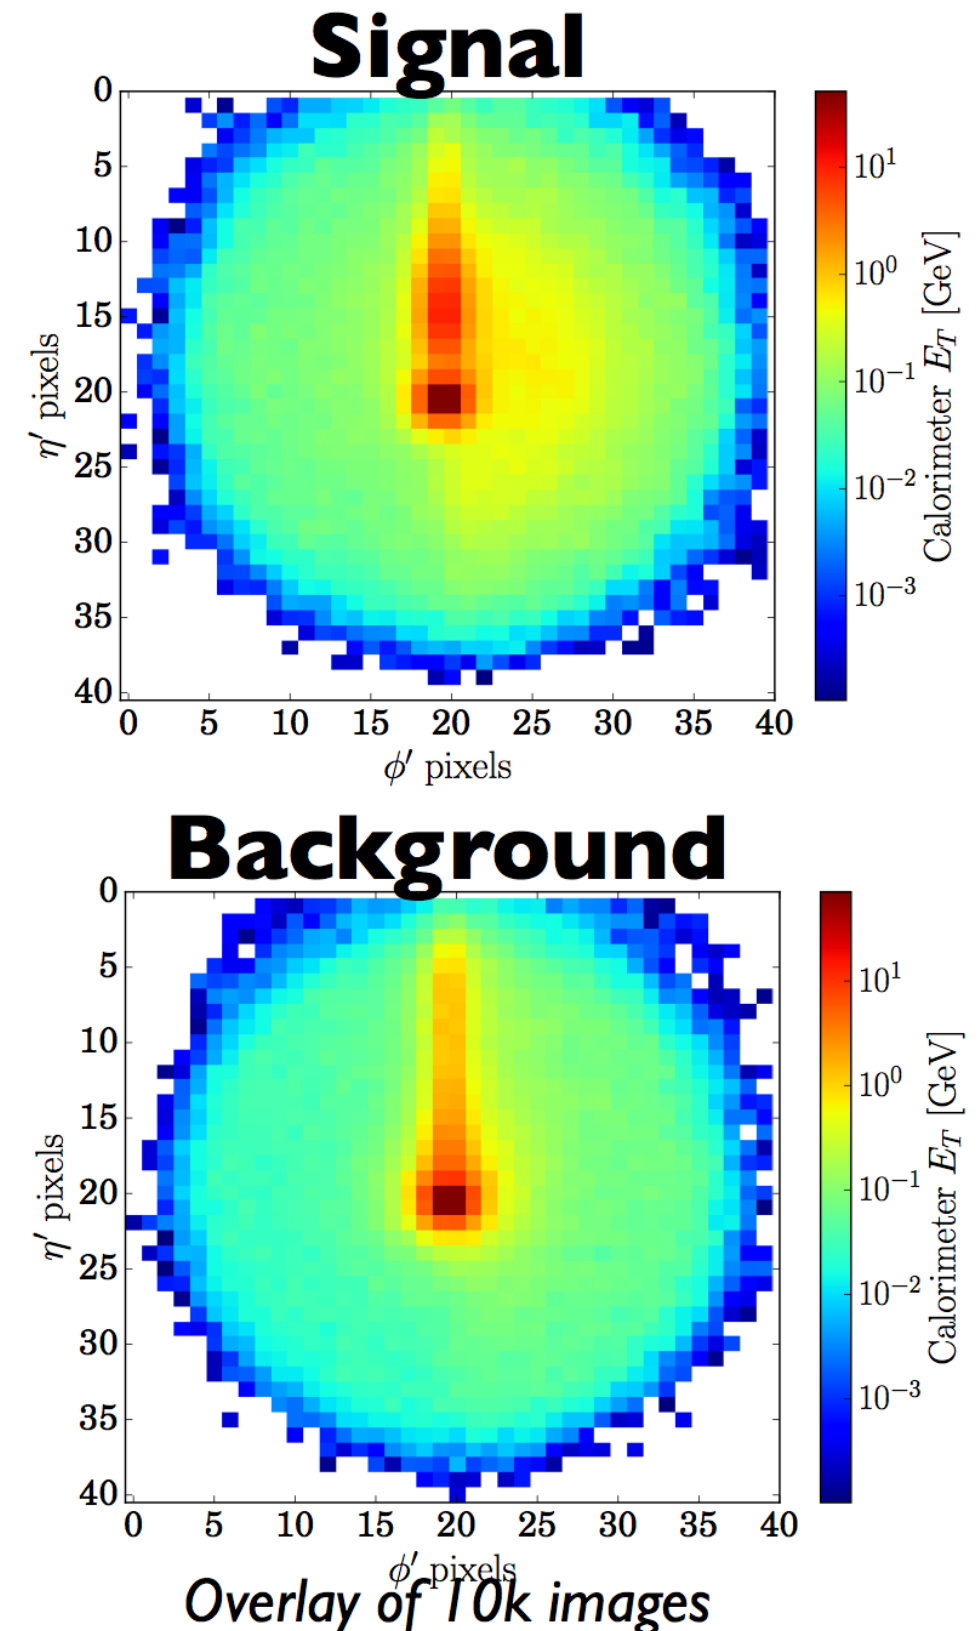 Signal
0
5
10
15
20
25
30
35
40
η′ pixels
0 5 10 15 20 25 30 35 40
φ′ pixels
10¹
10⁰
10⁻¹
10⁻²
10⁻³
Calorimeter E_T [GeV]
Background
0
5
10
15
20
25
30
35
40
η′ pixels
0 5 10 15 20 25 30 35 40
φ′ pixels
10¹
10⁰
10⁻¹
10⁻²
10⁻³
Calorimeter E_T [GeV]
Overlay of 10k images